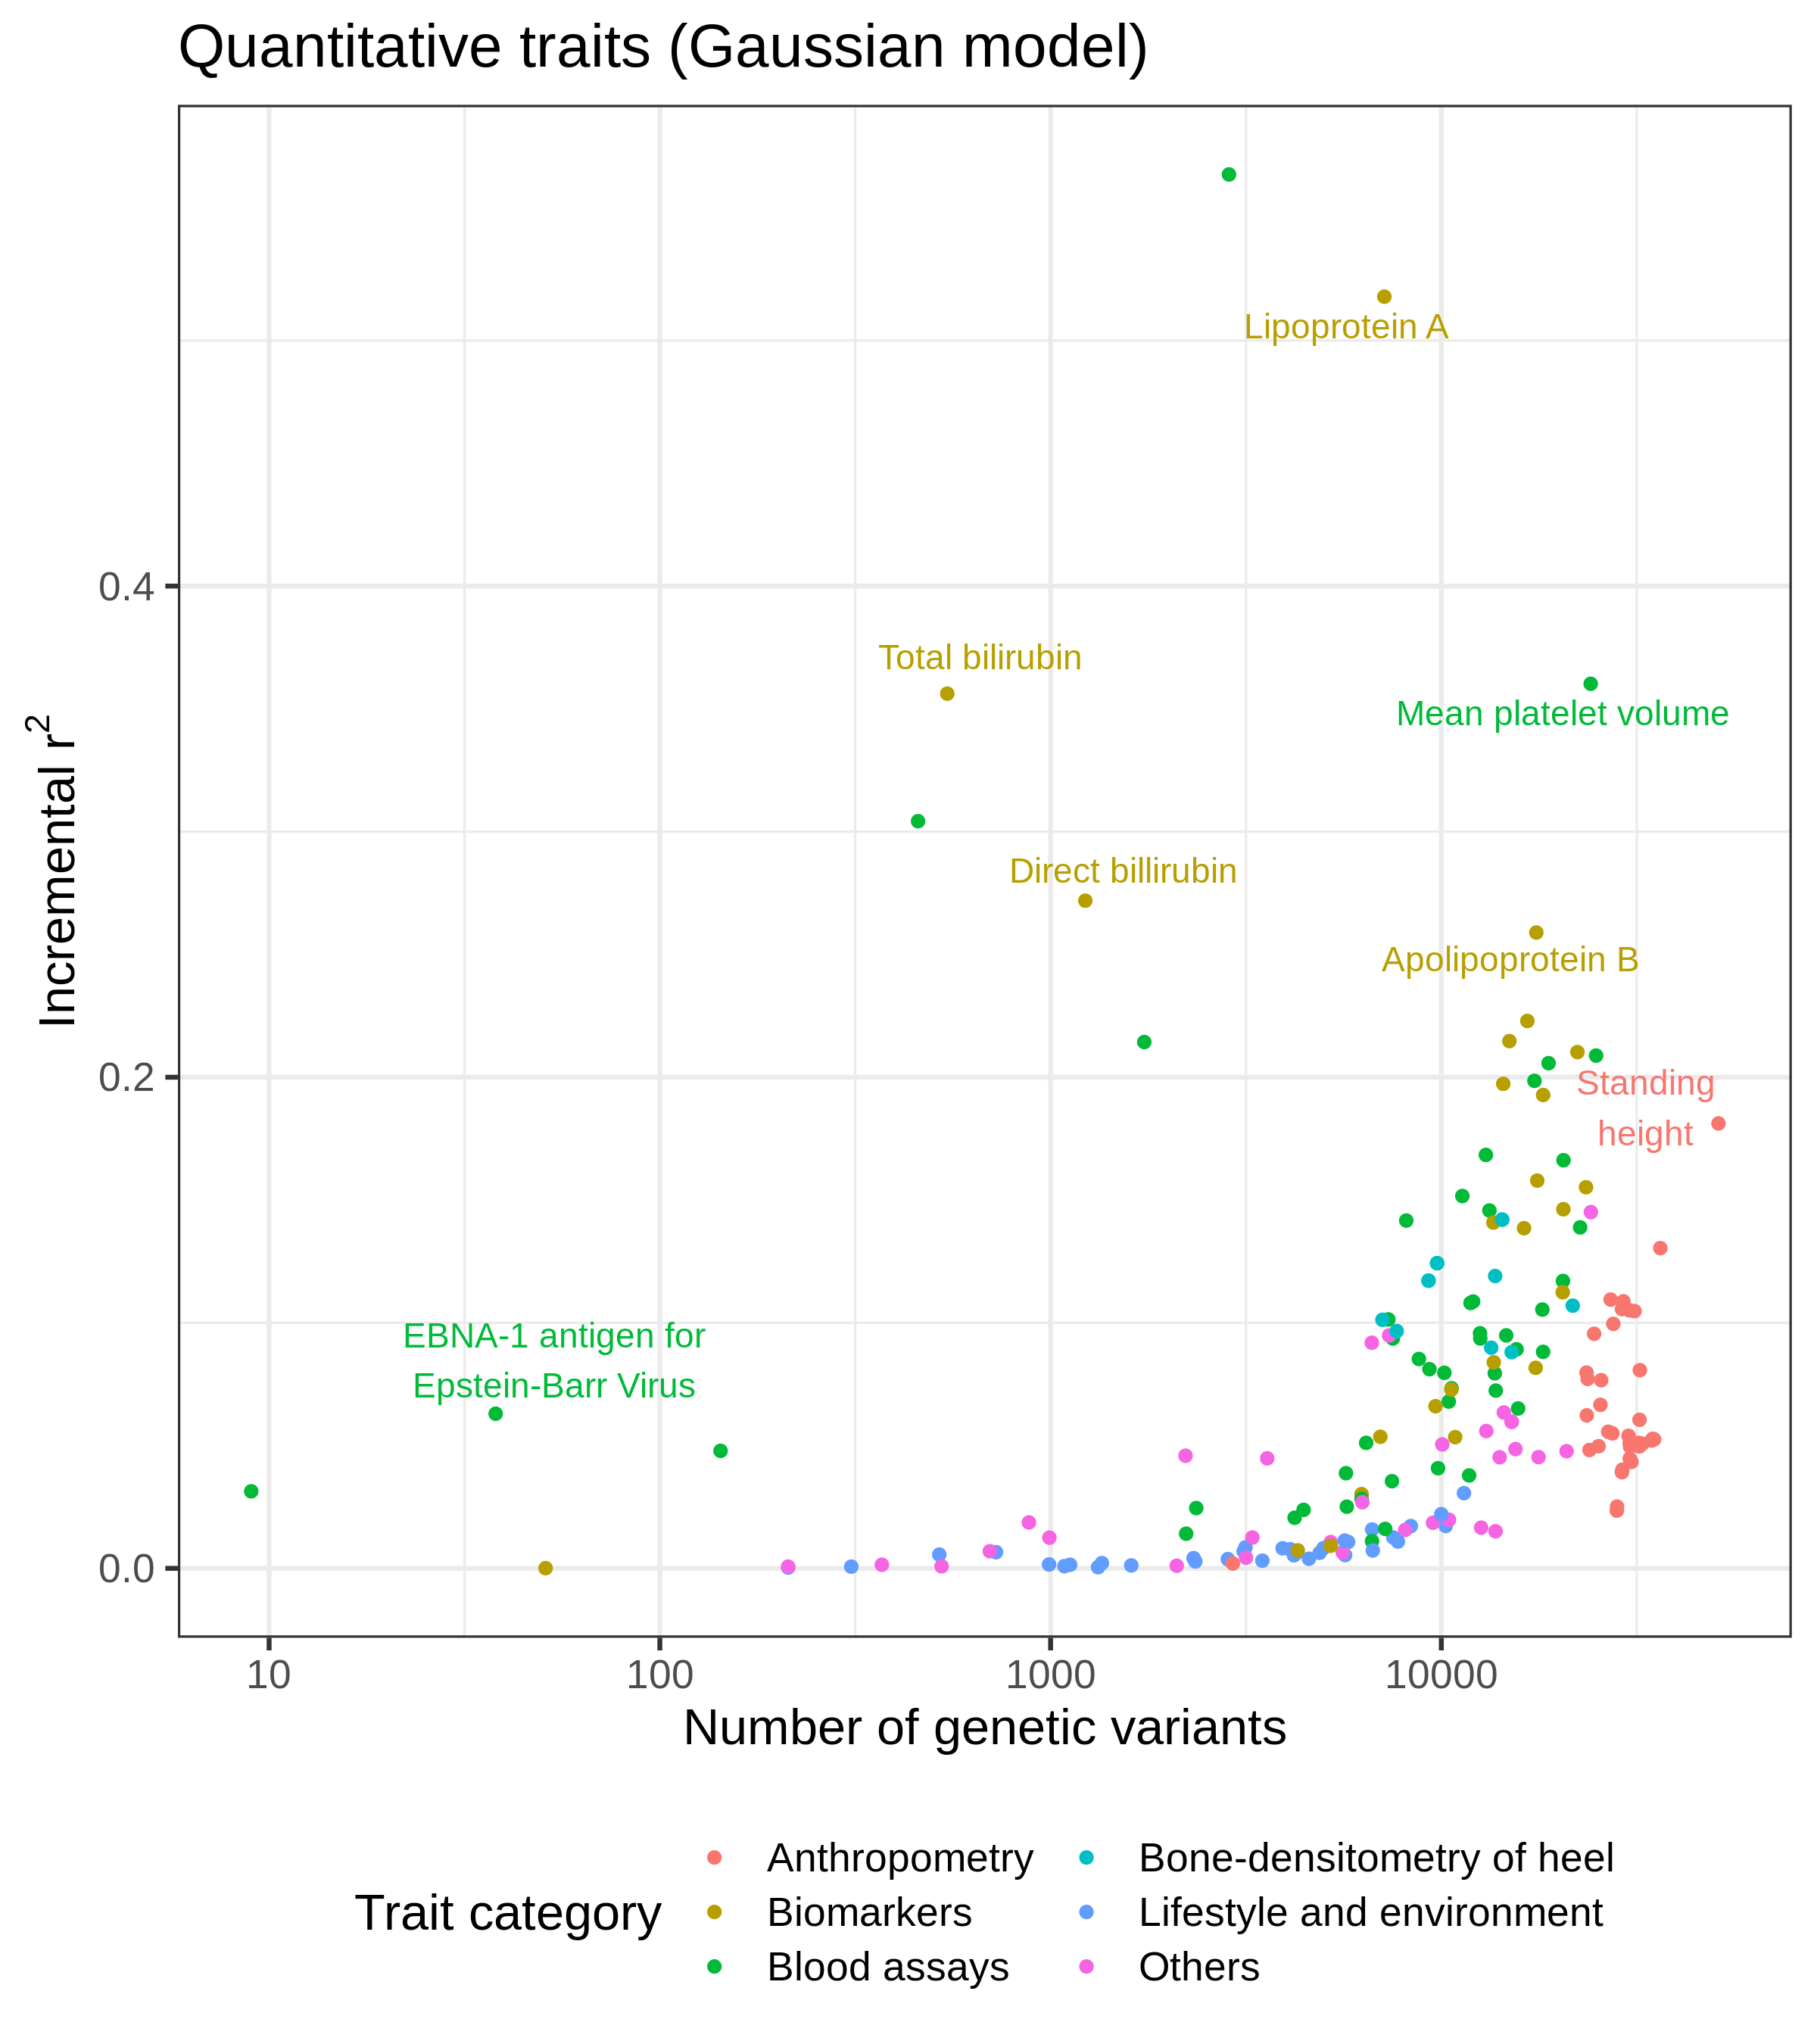 Quantitative traits (Gaussian model)
Lipoprotein A
0.4
Total bilirubin
Mean platelet volume
Incremental r²
Direct billirubin
Apolipoprotein B
0.2
Standing
height
EBNA-1 antigen for
Epstein-Barr Virus
0.0
10
100
1000
10000
Number of genetic variants
Trait category
Anthropometry
Biomarkers
Blood assays
Bone-densitometry of heel
Lifestyle and environment
Others